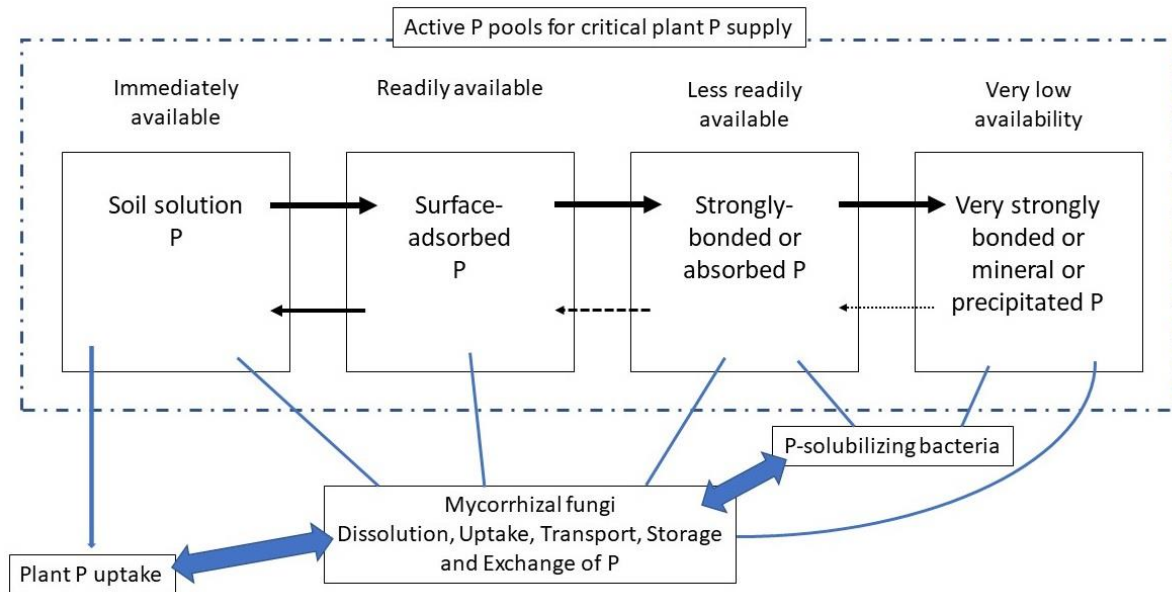 Active P pools for critical plant P supply
Immediately
available
Readily available
Less readily
available
Very low
availability
Soil solution
P
Surface-
adsorbed
P
Strongly-
bonded or
absorbed P
Very strongly
bonded or
mineral or
precipitated P
P-solubilizing bacteria
Mycorrhizal fungi
Dissolution, Uptake, Transport, Storage
and Exchange of P
Plant P uptake